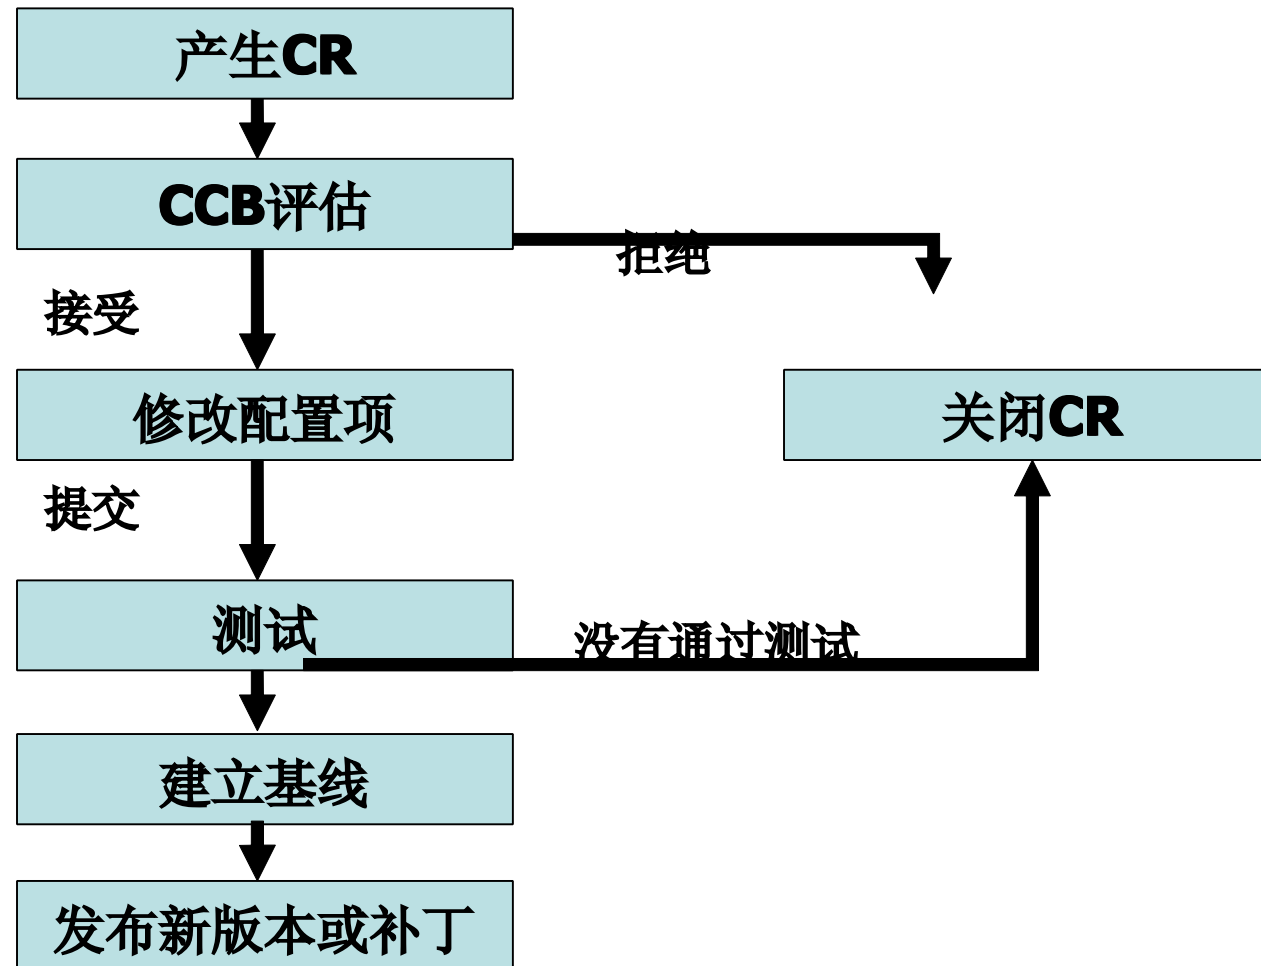 产生CR
CCB评估
拒绝
接受
修改配置项
关闭CR
提交
测试
没有通过测试
建立基线
发布新版本或补丁